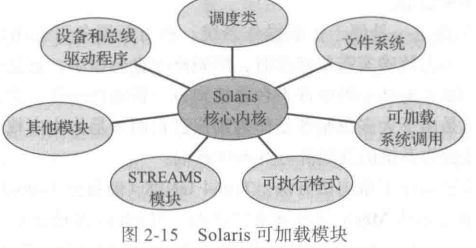 调度类
设备和总线
驱动程序
文件系统
Solaris
核心内核
其他模块
可加载
系统调用
STREAMS
模块
可执行格式
图 2-15 Solaris 可加载模块